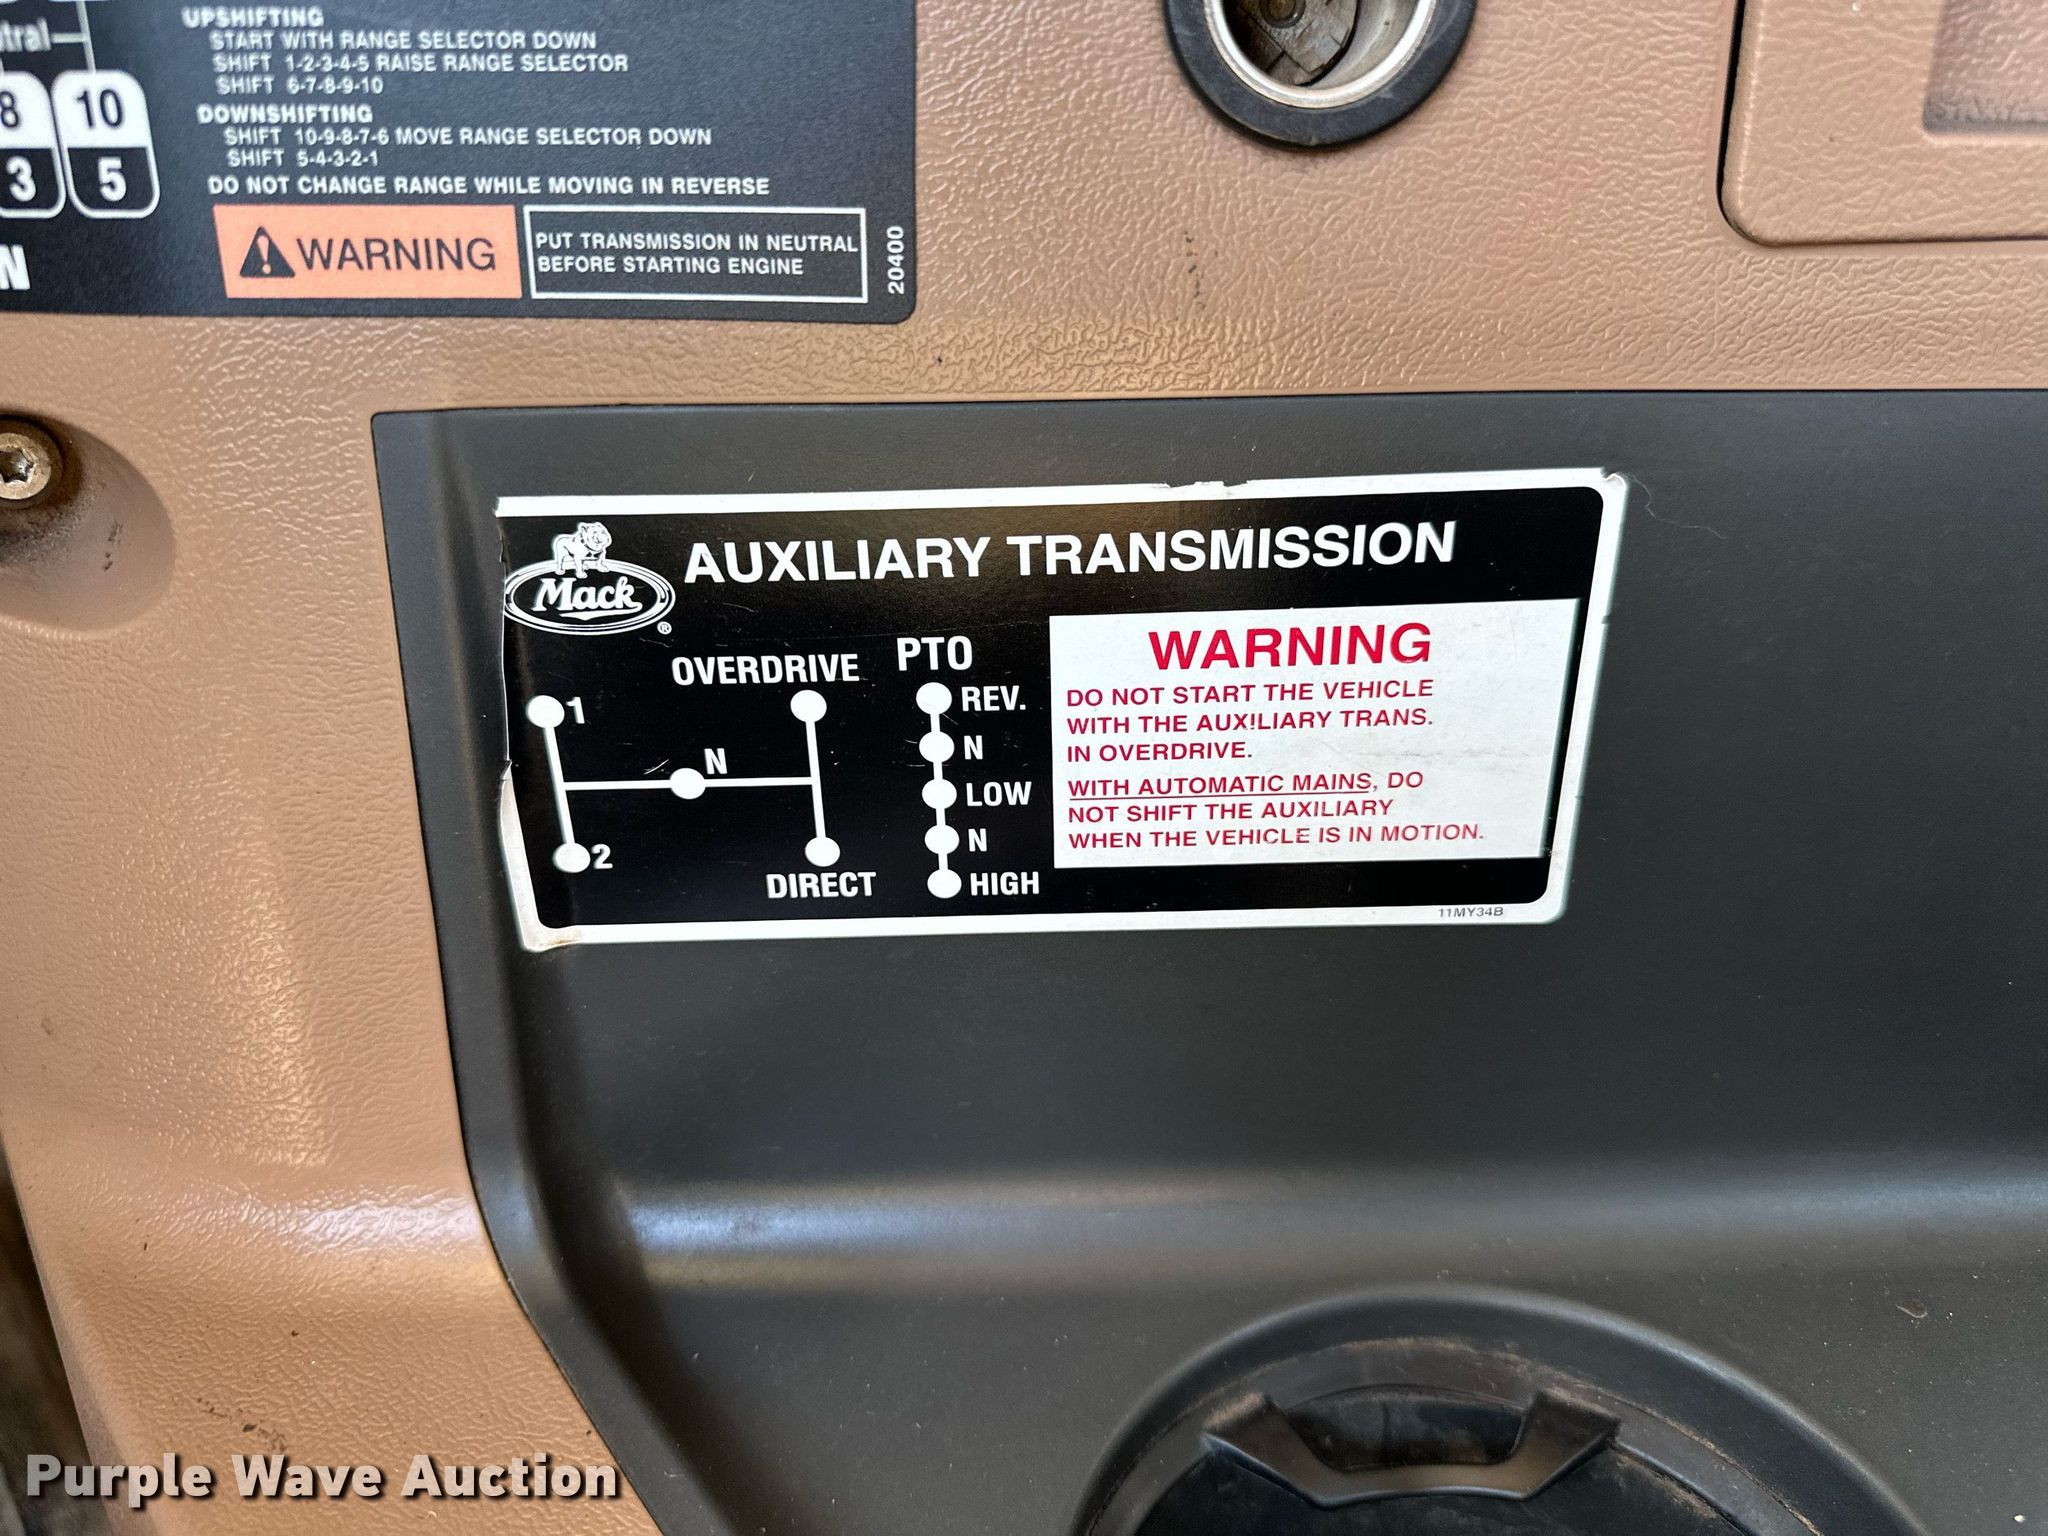 UPSHIFTING
START WITH RANGE SELECTOR DOWN
SHIFT 1-2-3-4-5 RAISE RANGE SELECTOR
SHIFT 6-7-8-9-10
DOWNSHIFTING
SHIFT 10-9-8-7-6 MOVE RANGE SELECTOR DOWN
SHIFT 5-4-3-2-1
DO NOT CHANGE RANGE WHILE MOVING IN REVERSE
8 10
3 5
N
WARNING
PUT TRANSMISSION IN NEUTRAL
BEFORE STARTING ENGINE
20400
Mack
®
AUXILIARY TRANSMISSION
1
2
N
OVERDRIVE
DIRECT
PTO
REV.
N
LOW
N
HIGH
WARNING
DO NOT START THE VEHICLE
WITH THE AUXILIARY TRANS.
IN OVERDRIVE.
WITH AUTOMATIC MAINS, DO
NOT SHIFT THE AUXILIARY
WHEN THE VEHICLE IS IN MOTION.
11MY34B
Purple Wave Auction